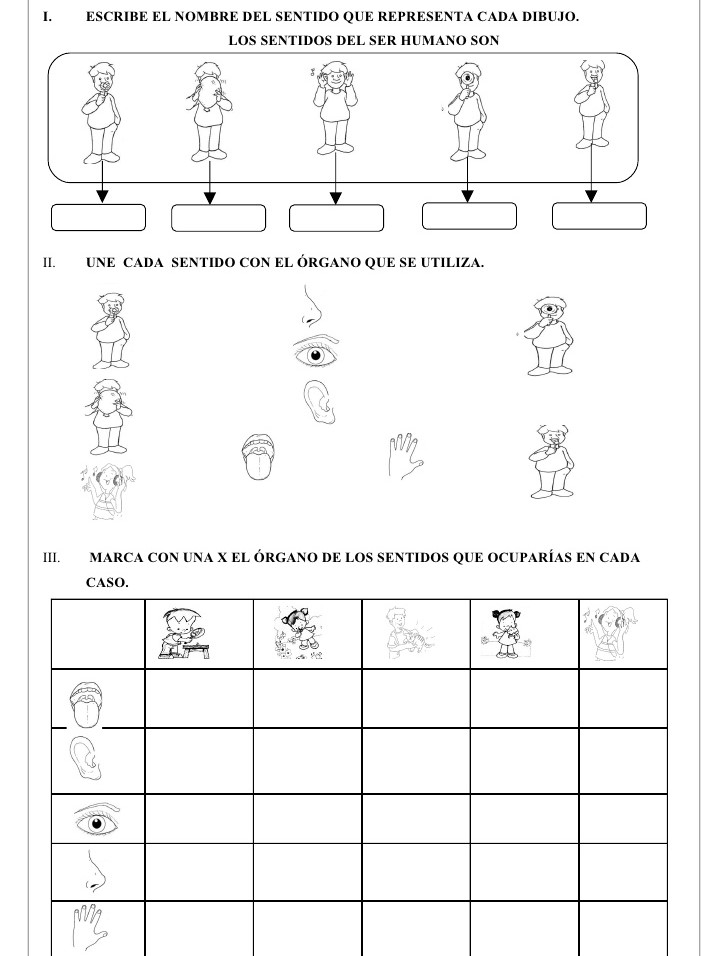 I. ESCRIBE EL NOMBRE DEL SENTIDO QUE REPRESENTA CADA DIBUJO.
LOS SENTIDOS DEL SER HUMANO SON
II. UNE CADA SENTIDO CON EL ÓRGANO QUE SE UTILIZA.
III. MARCA CON UNA X EL ÓRGANO DE LOS SENTIDOS QUE OCUPARÍAS EN CADA
CASO.